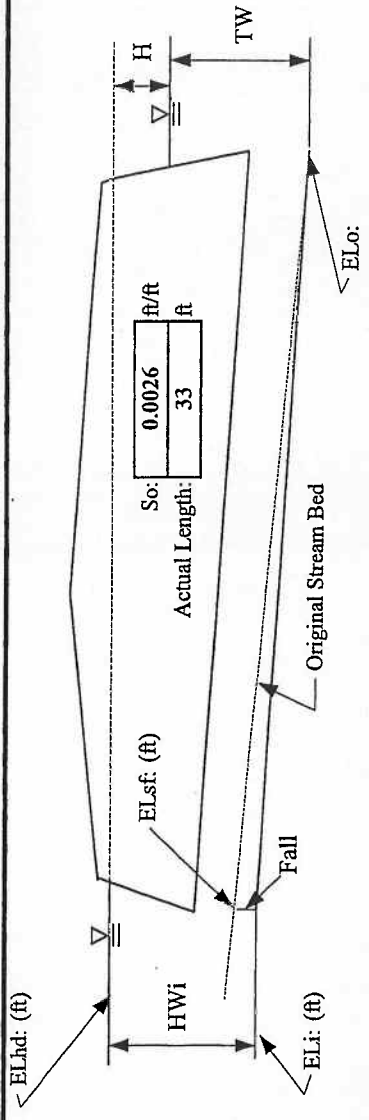 ELhd: (ft)
H
TW
So: 0.0026 ft/ft
Actual Length: 33 ft
HWi
ELsf: (ft)
Fall
Original Stream Bed
ELi: (ft)
ELo: